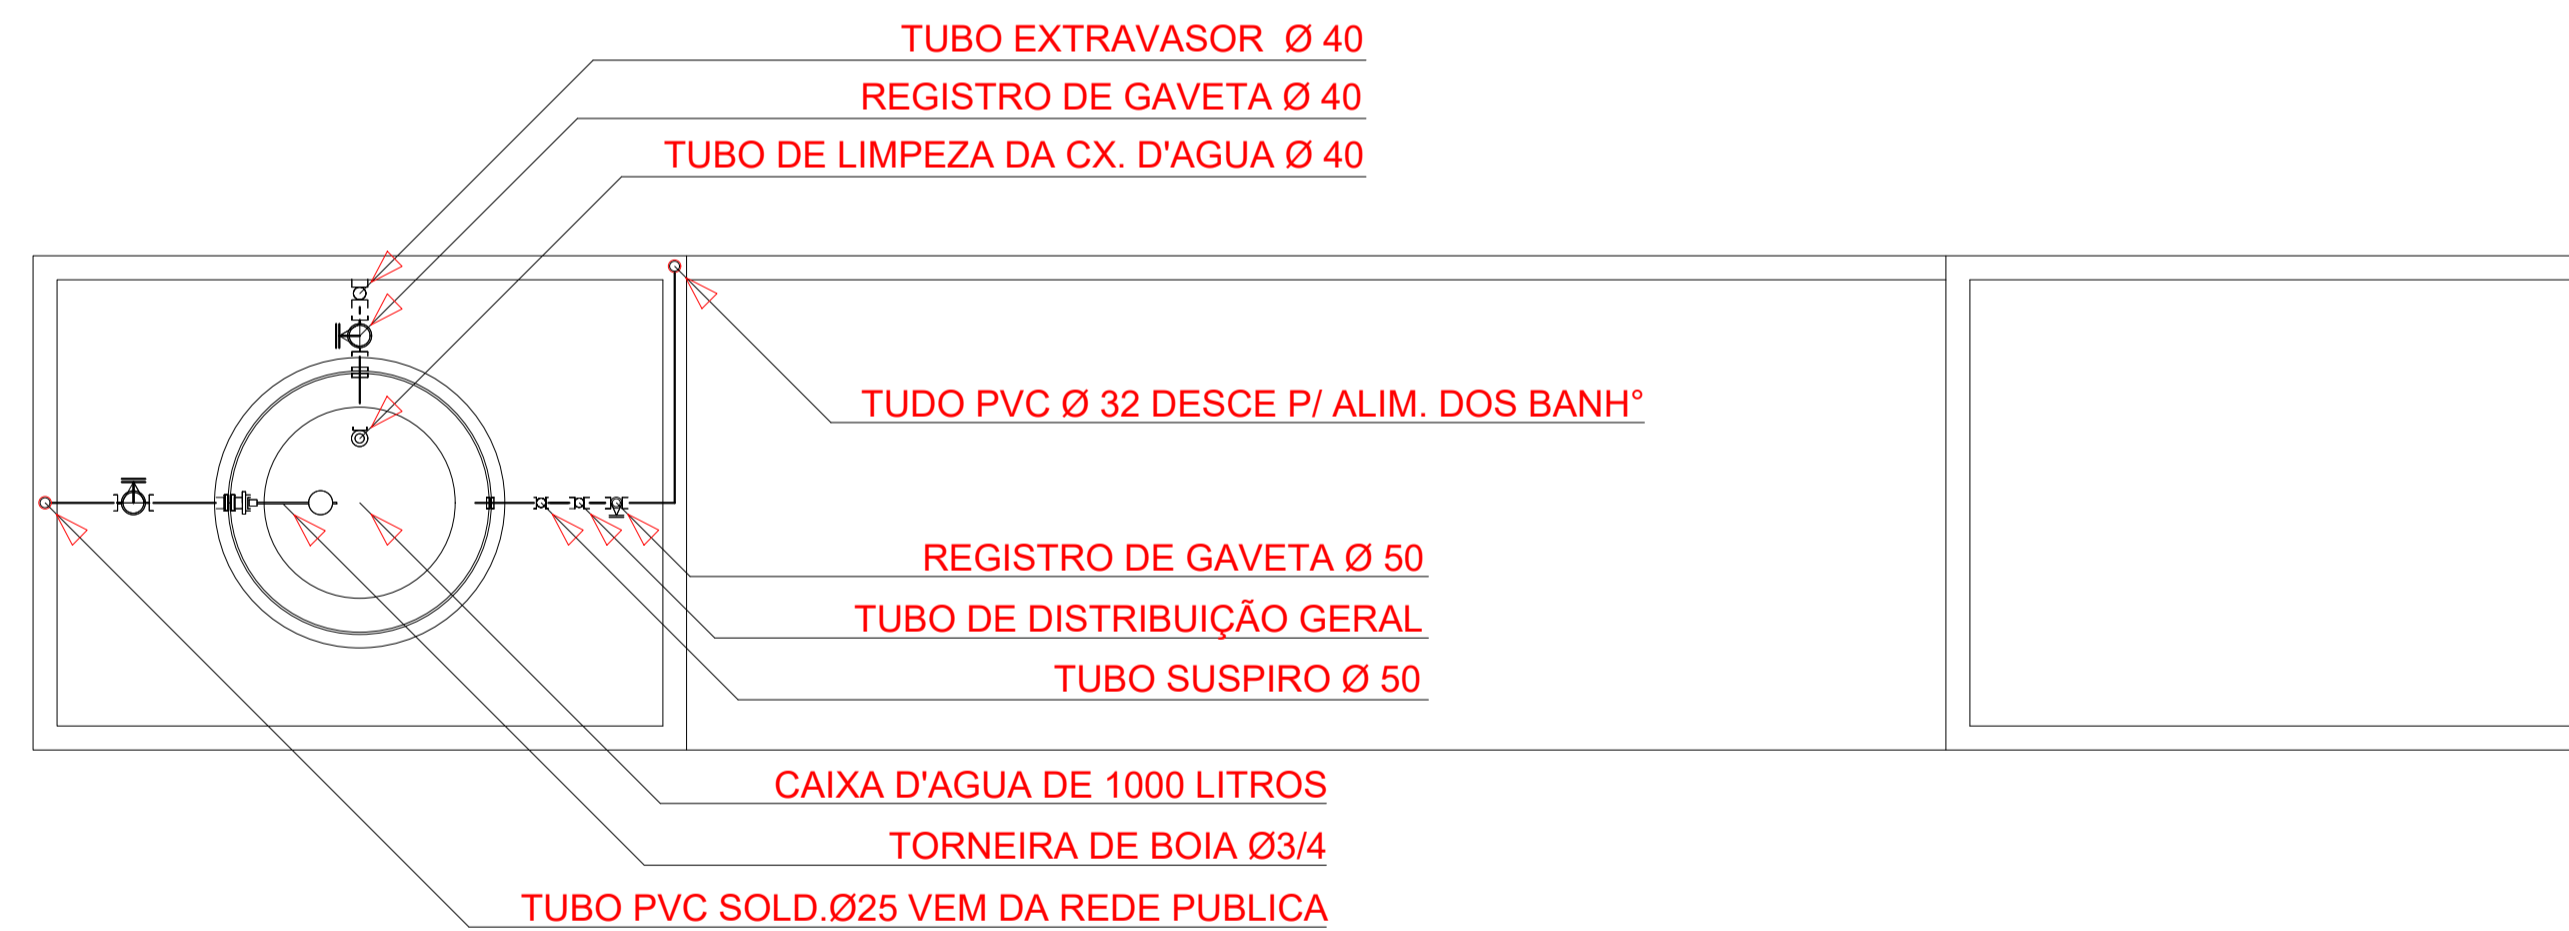 TUBO EXTRAVASOR Ø 40
REGISTRO DE GAVETA Ø 40
TUBO DE LIMPEZA DA CX. D'AGUA Ø 40
TUDO PVC Ø 32 DESCE P/ ALIM. DOS BANH°
REGISTRO DE GAVETA Ø 50
TUBO DE DISTRIBUIÇÃO GERAL
TUBO SUSPIRO Ø 50
CAIXA D'AGUA DE 1000 LITROS
TORNEIRA DE BOIA Ø3/4
TUBO PVC SOLD.Ø25 VEM DA REDE PUBLICA